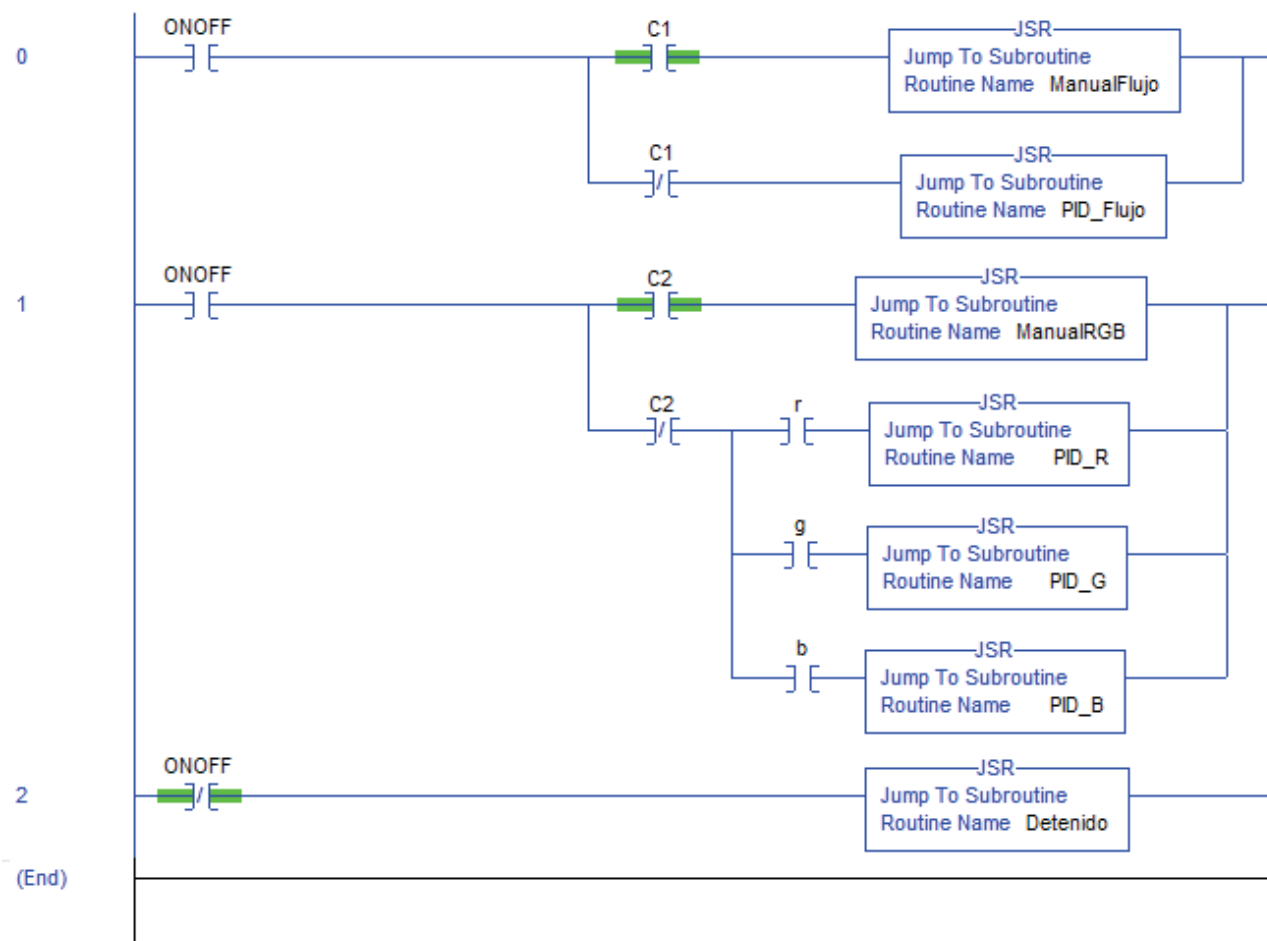 ONOFF
C1
JSR
0
Jump To Subroutine
Routine Name ManualFlujo
C1
JSR
Jump To Subroutine
Routine Name PID_Flujo
ONOFF
C2
JSR
1
Jump To Subroutine
Routine Name ManualRGB
C2
r
JSR
Jump To Subroutine
Routine Name PID_R
g
JSR
Jump To Subroutine
Routine Name PID_G
b
JSR
Jump To Subroutine
Routine Name PID_B
ONOFF
JSR
2
Jump To Subroutine
Routine Name Detenido
(End)